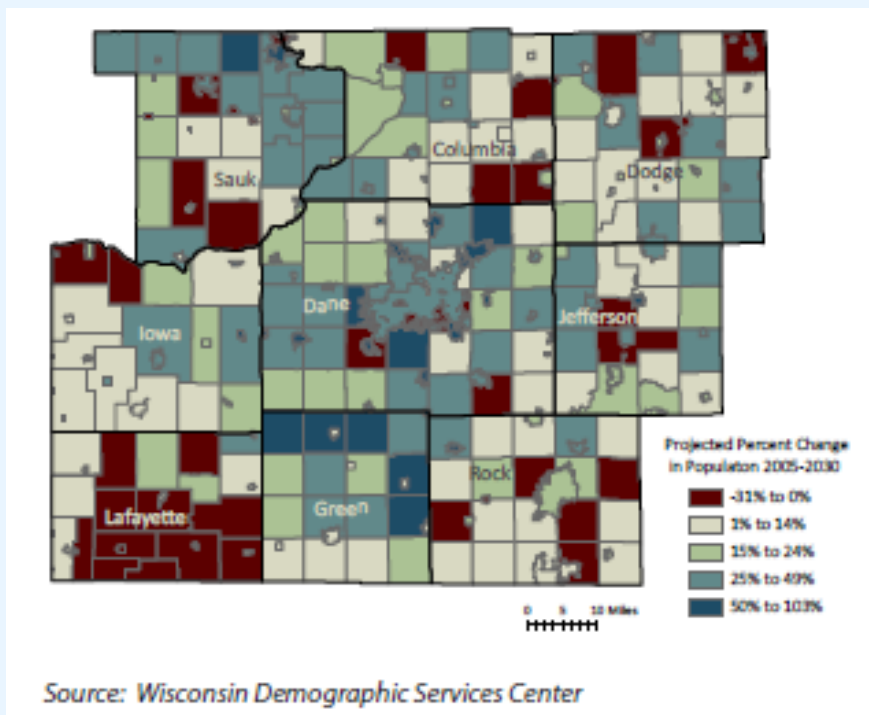 Columbia
Dodge
Sauk
Dane
Iowa
Jefferson
Rock
Green
Lafayette
Projected Percent Change
in Populaton 2005-2030
-31% to 0%
1% to 14%
15% to 24%
25% to 49%
50% to 103%
0 5 10 Miles
Source: Wisconsin Demographic Services Center